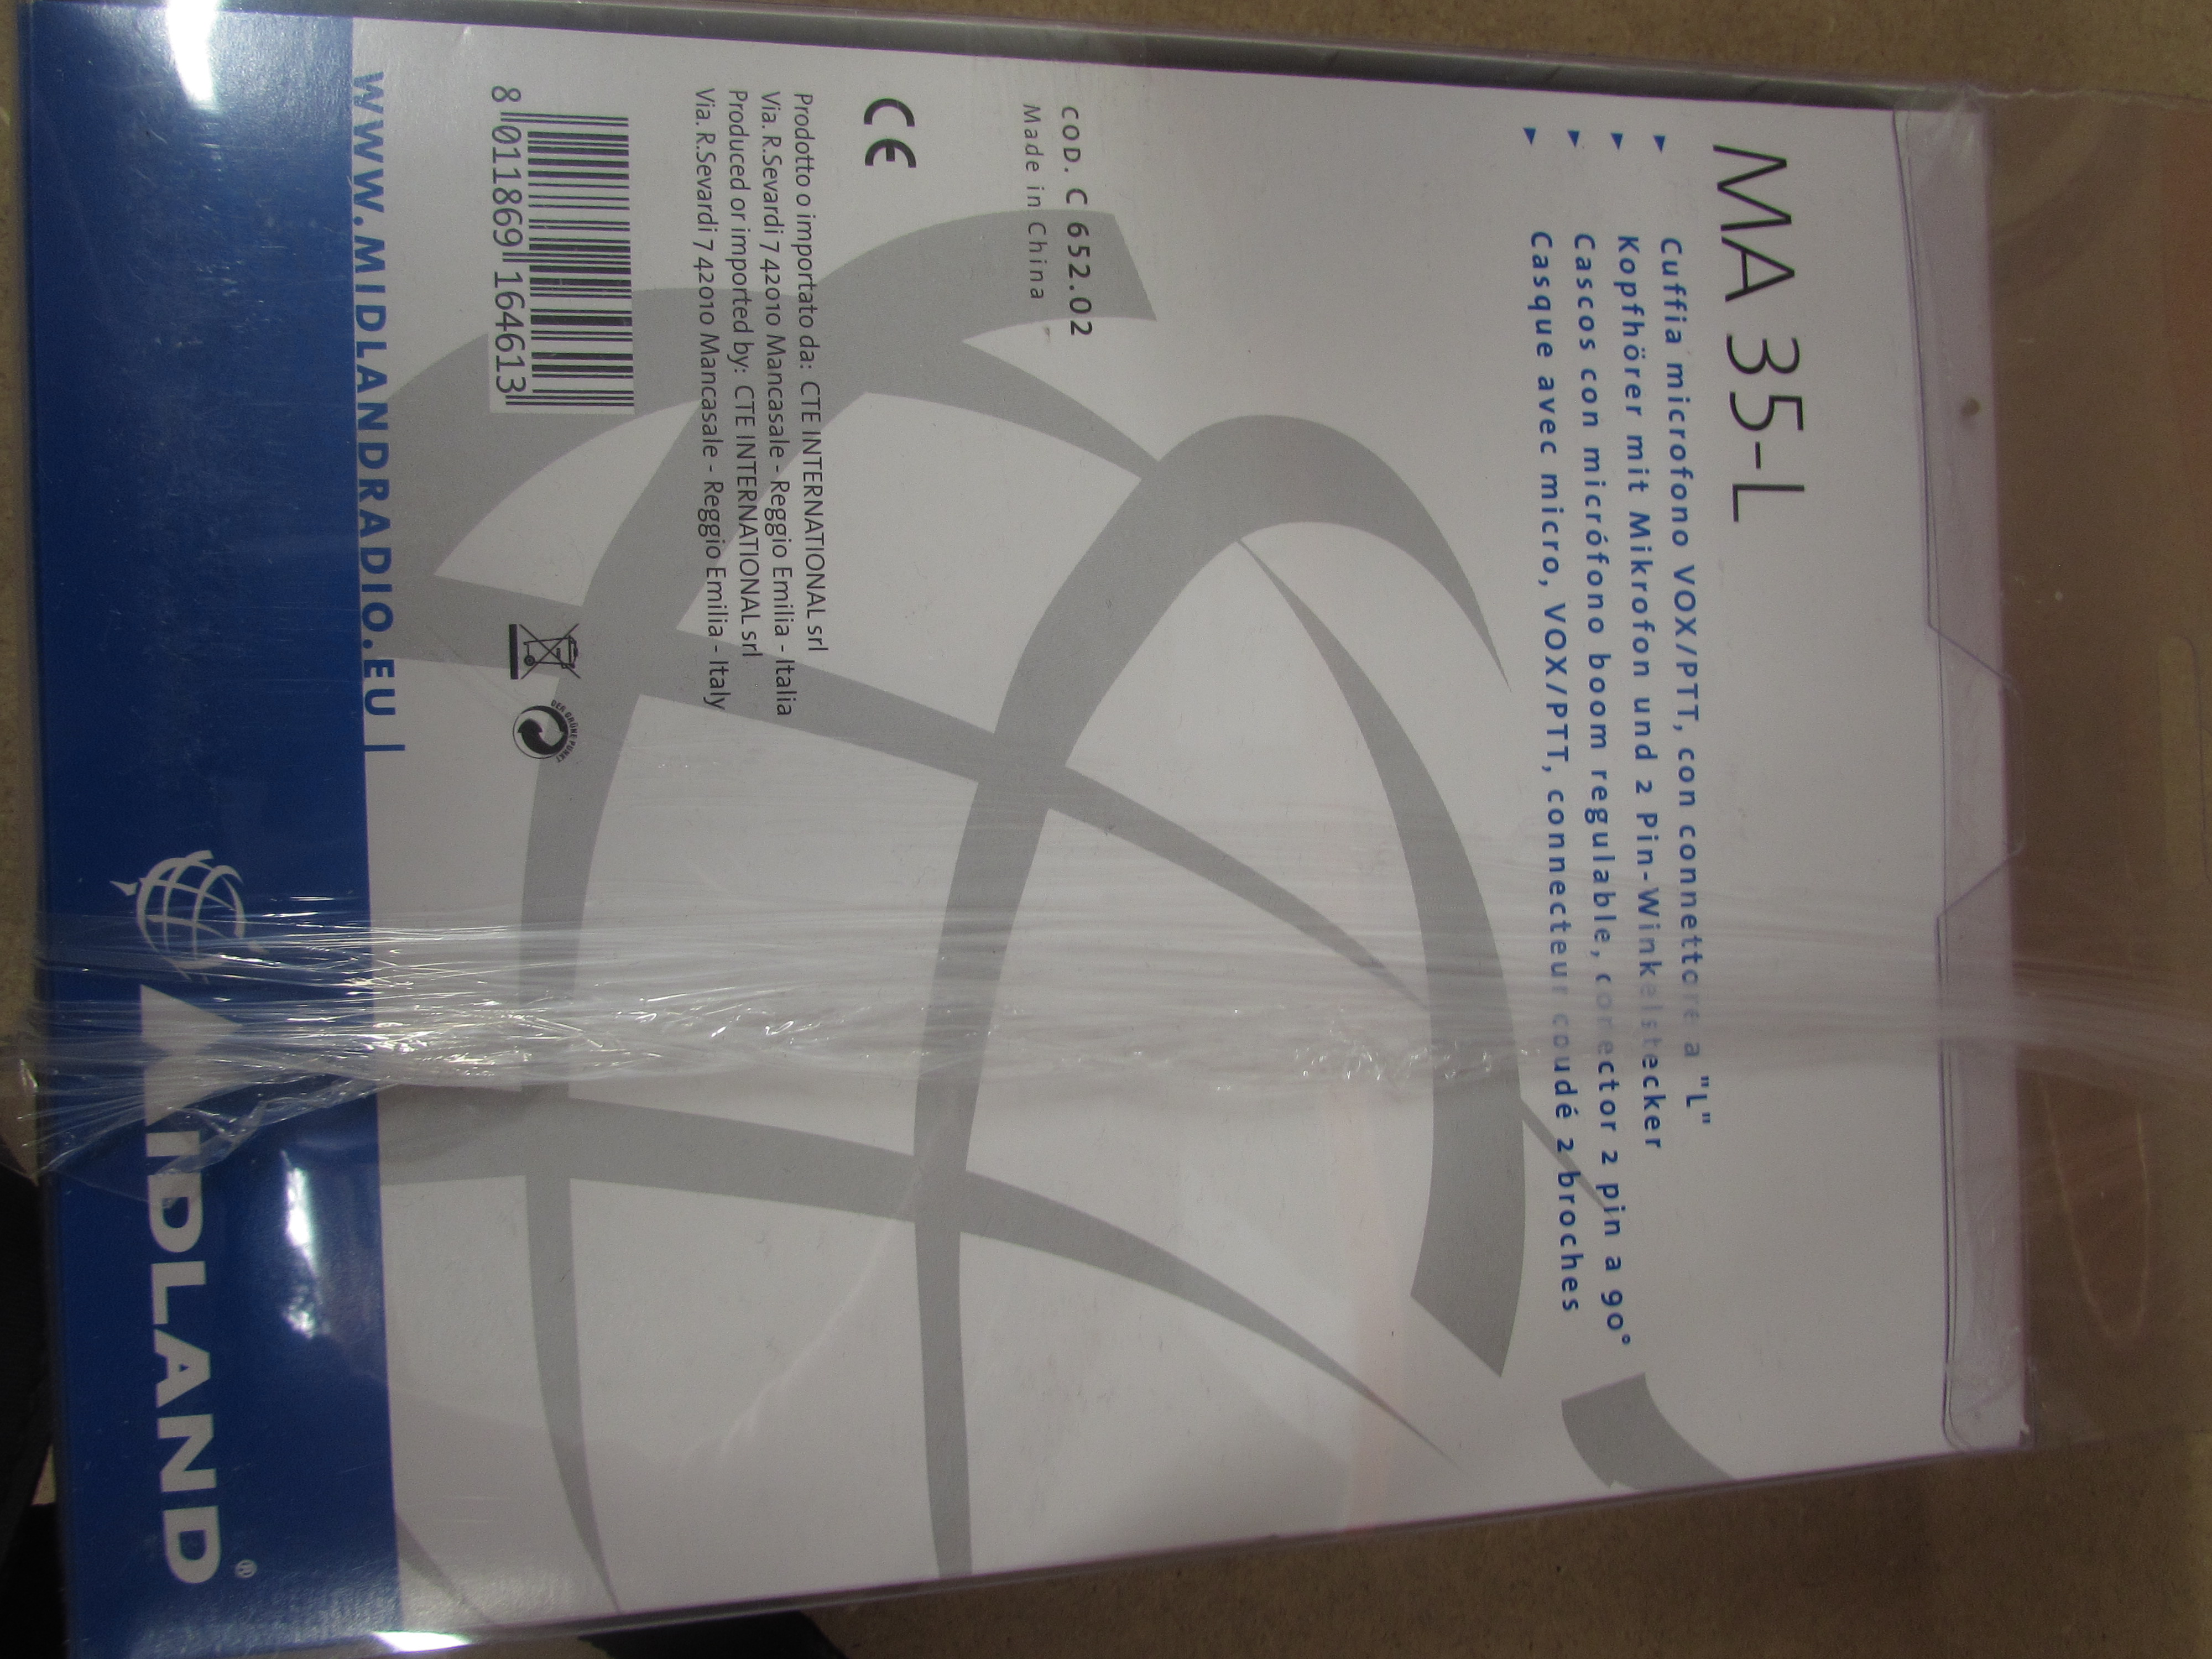 MA 35-L
Cuffia microfono VOX/PTT, con connettore a "L"
Kopfhörer mit Mikrofon und 2 Pin-Winkelstecker
Cascos con micrófono boom regulable, conector 2 pin a 90°
Casque avec micro, VOX/PTT, connecteur coudé 2 broches
COD. C 652.02
Made in China
CE
Prodotto o importato da: CTE INTERNATIONAL srl
Via. R.Sevardi 7 42010 Mancasale - Reggio Emilia - Italia
Produced or imported by: CTE INTERNATIONAL srl
Via. R.Sevardi 7 42010 Mancasale - Reggio Emilia - Italy
8 011869 164613
DER GRÜNE PUNKT
WWW.MIDLANDRADIO.EU |
MIDLAND®